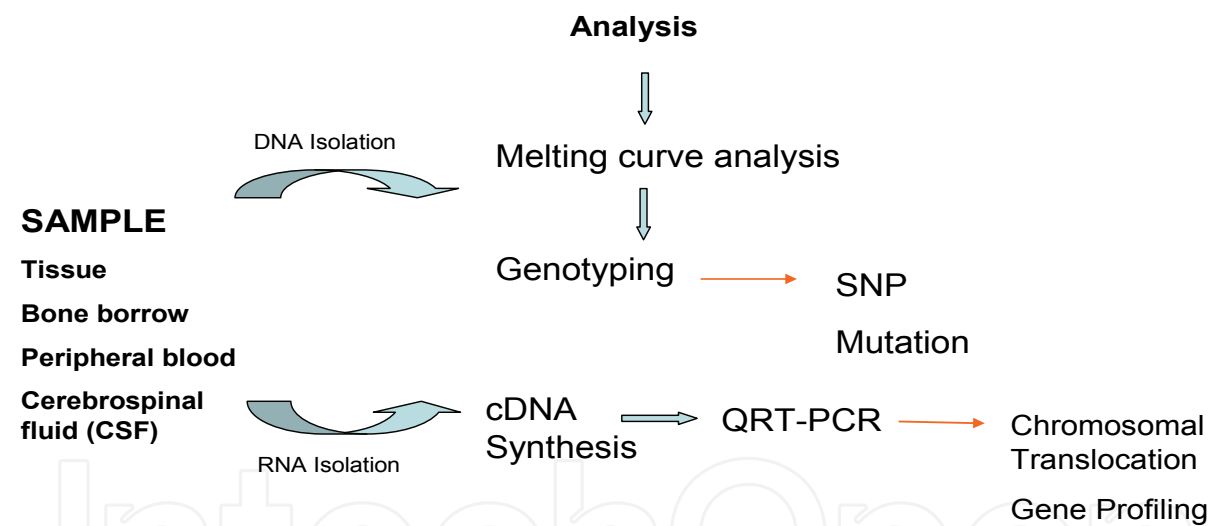 Analysis
DNA Isolation
Melting curve analysis
SAMPLE
Tissue
Genotyping
SNP
Bone borrow
Mutation
Peripheral blood
Cerebrospinal
fluid (CSF)
cDNA
Synthesis
QRT-PCR
Chromosomal
Translocation
RNA Isolation
Gene Profiling